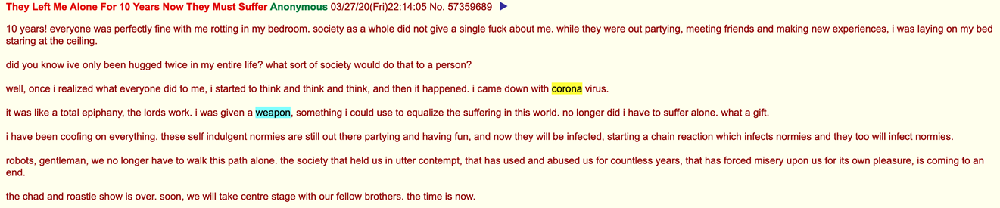 They Left Me Alone For 10 Years Now They Must Suffer Anonymous 03/27/20(Fri)22:14:05 No. 57359689 ▶
10 years! everyone was perfectly fine with me rotting in my bedroom. society as a whole did not give a single fuck about me. while they were out partying, meeting friends and making new experiences, i was laying on my bed
staring at the ceiling.
did you know ive only been hugged twice in my entire life? what sort of society would do that to a person?
well, once i realized what everyone did to me, i started to think and think and think, and then it happened. i came down with corona virus.
it was like a total epiphany, the lords work. i was given a weapon, something i could use to equalize the suffering in this world. no longer did i have to suffer alone. what a gift.
i have been coofing on everything. these self indulgent normies are still out there partying and having fun, and now they will be infected, starting a chain reaction which infects normies and they too will infect normies.
robots, gentleman, we no longer have to walk this path alone. the society that held us in utter contempt, that has used and abused us for countless years, that has forced misery upon us for its own pleasure, is coming to an
end.
the chad and roastie show is over. soon, we will take centre stage with our fellow brothers. the time is now.